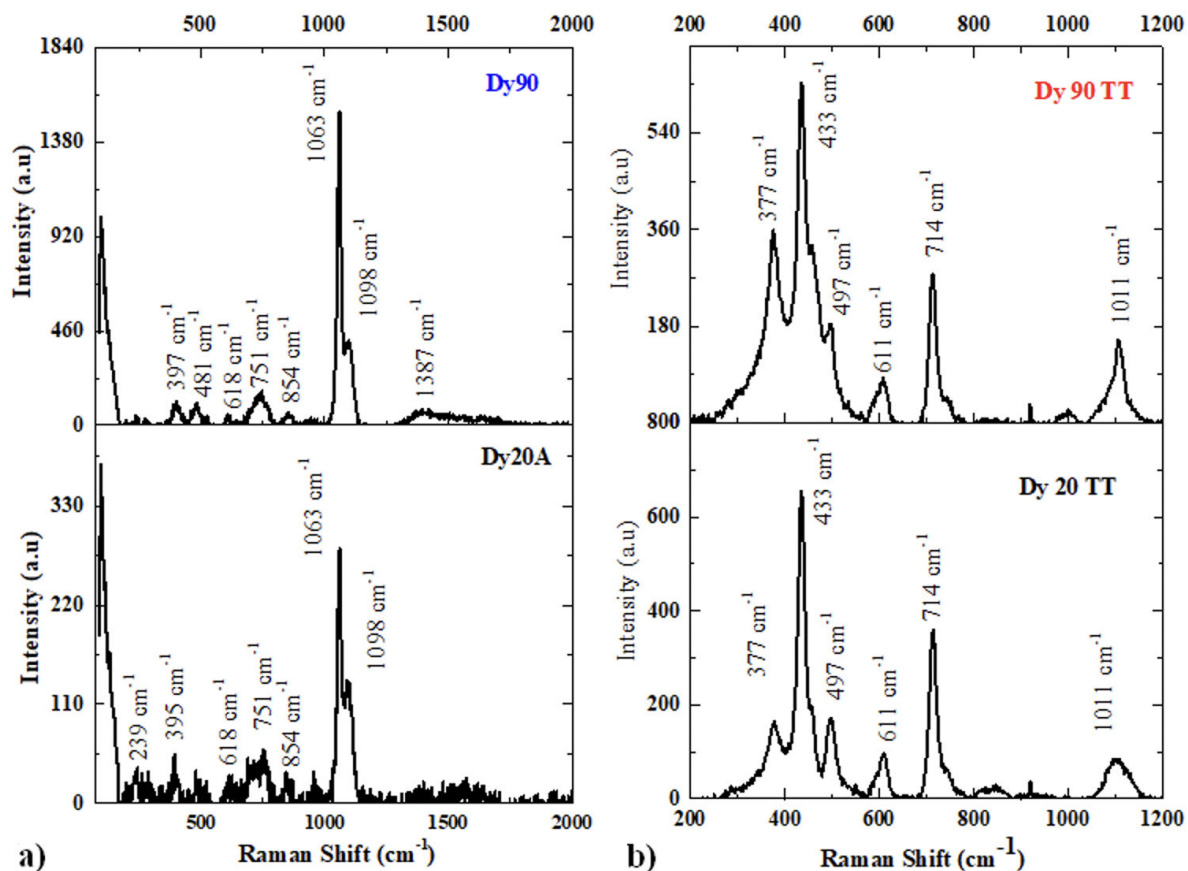 500 1000 1500 2000
1840
1380
920
460
0
Intensity (a.u)
Dy90
397 cm-1
481 cm-1
618 cm-1
751 cm-1
854 cm-1
1063 cm-1
1098 cm-1
1387 cm-1
330
220
110
0
Intensity (a.u)
Dy20A
239 cm-1
395 cm-1
618 cm-1
751 cm-1
854 cm-1
1063 cm-1
1098 cm-1
500 1000 1500 2000
Raman Shift (cm-1)
a)
200 400 600 800 1000 1200
540
360
180
800
Intensity (a.u)
Dy 90 TT
377 cm-1
433 cm-1
497 cm-1
611 cm-1
714 cm-1
1011 cm-1
600
400
200
0
Intensity (a.u)
Dy 20 TT
377 cm-1
433 cm-1
497 cm-1
611 cm-1
714 cm-1
1011 cm-1
200 400 600 800 1000 1200
Raman Shift (cm-1)
b)